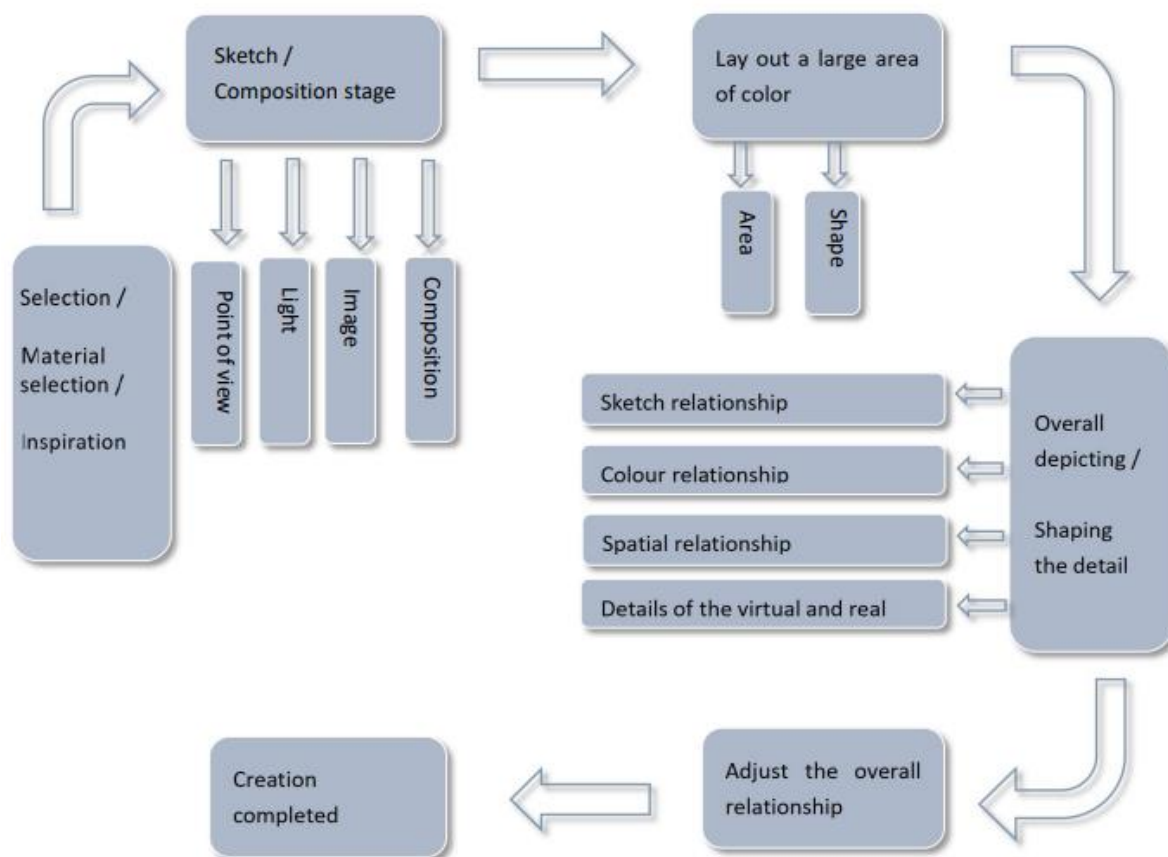 Sketch /
Composition stage
Lay out a large area
of color
Point of view
Light
Image
Composition
Area
Shape
Selection /
Material
selection /
Inspiration
Sketch relationship
Colour relationship
Spatial relationship
Details of the virtual and real
Overall
depicting /
Shaping
the detail
Adjust the overall
relationship
Creation
completed